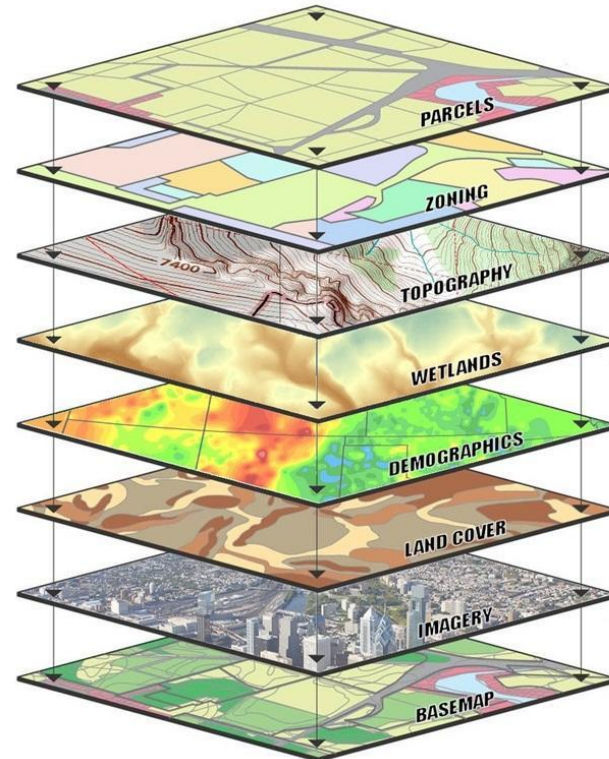 PARCELS
ZONING
7400
TOPOGRAPHY
WETLANDS
DEMOGRAPHICS
LAND COVER
IMAGERY
BASEMAP